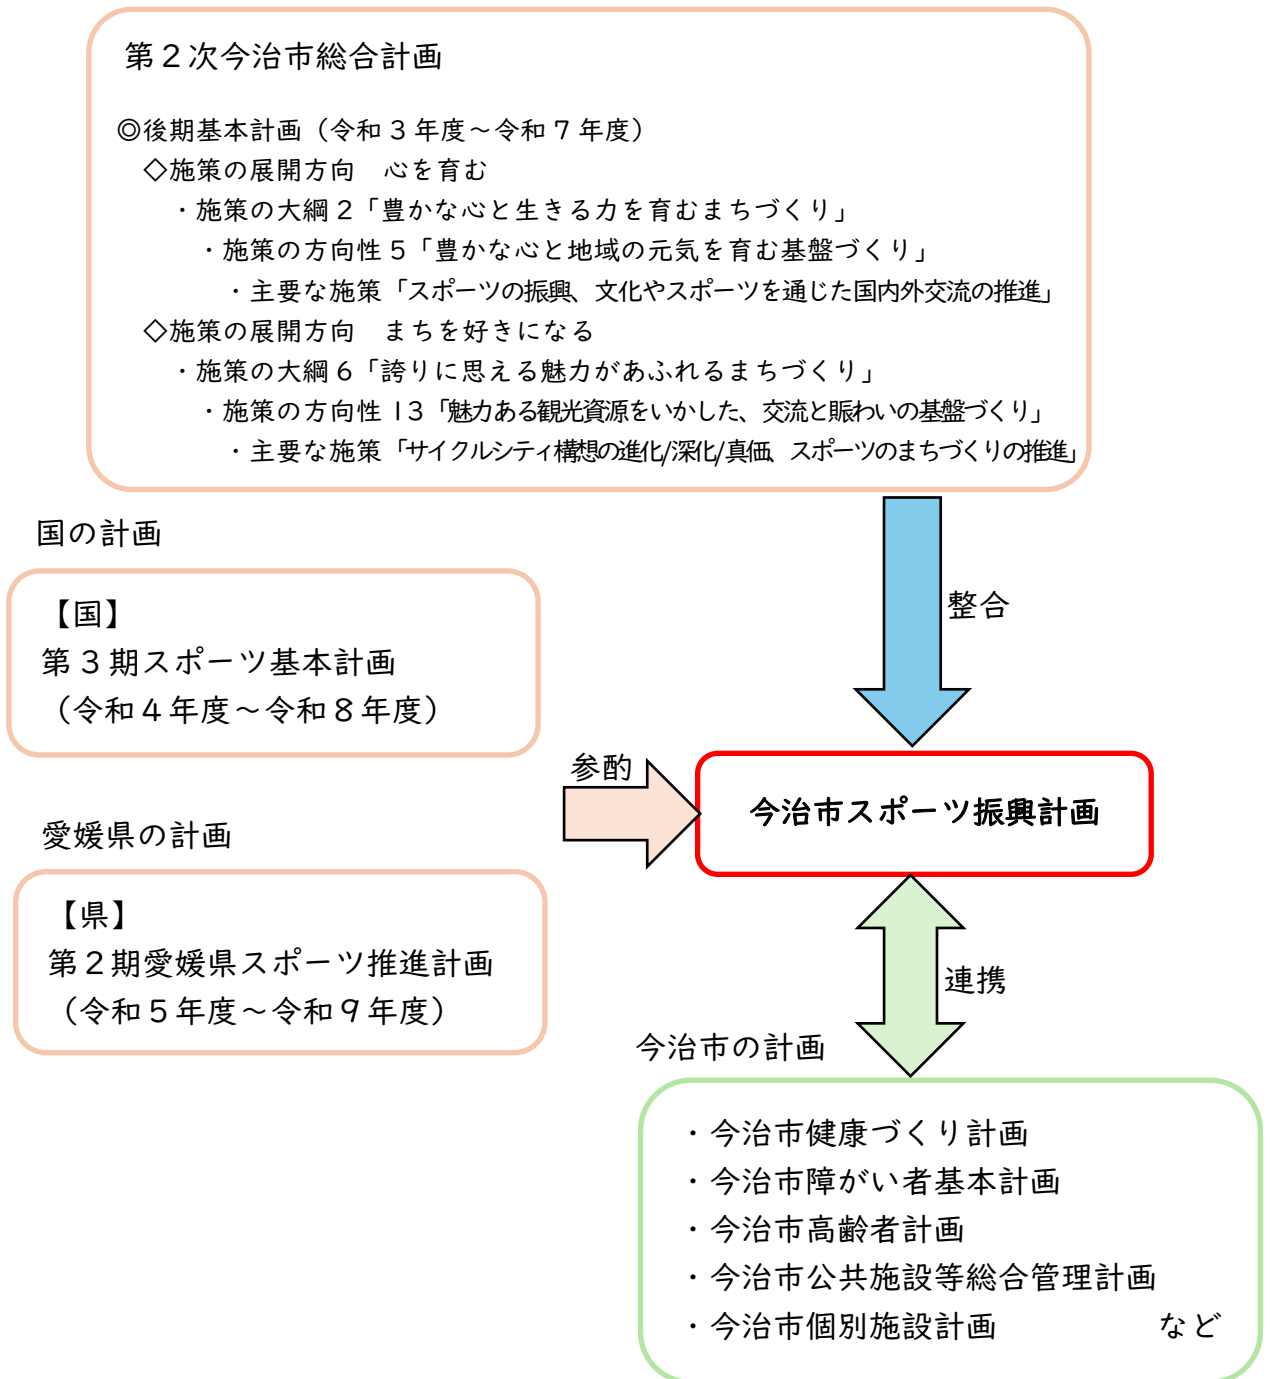 第２次今治市総合計画
◎後期基本計画（令和３年度～令和７年度）
◇施策の展開方向　心を育む
・施策の大綱２「豊かな心と生きる力を育むまちづくり」
・施策の方向性５「豊かな心と地域の元気を育む基盤づくり」
・主要な施策「スポーツの振興、文化やスポーツを通じた国内外交流の推進」
◇施策の展開方向　まちを好きになる
・施策の大綱６「誇りに思える魅力があふれるまちづくり」
・施策の方向性13「魅力ある観光資源をいかした、交流と賑わいの基盤づくり」
・主要な施策「サイクルシティ構想の進化/深化/真価、スポーツのまちづくりの推進」
国の計画
【国】
第３期スポーツ基本計画
（令和４年度～令和８年度）
整合
参酌
今治市スポーツ振興計画
愛媛県の計画
【県】
第２期愛媛県スポーツ推進計画
（令和５年度～令和９年度）
連携
今治市の計画
・今治市健康づくり計画
・今治市障がい者基本計画
・今治市高齢者計画
・今治市公共施設等総合管理計画
・今治市個別施設計画　　　　　など